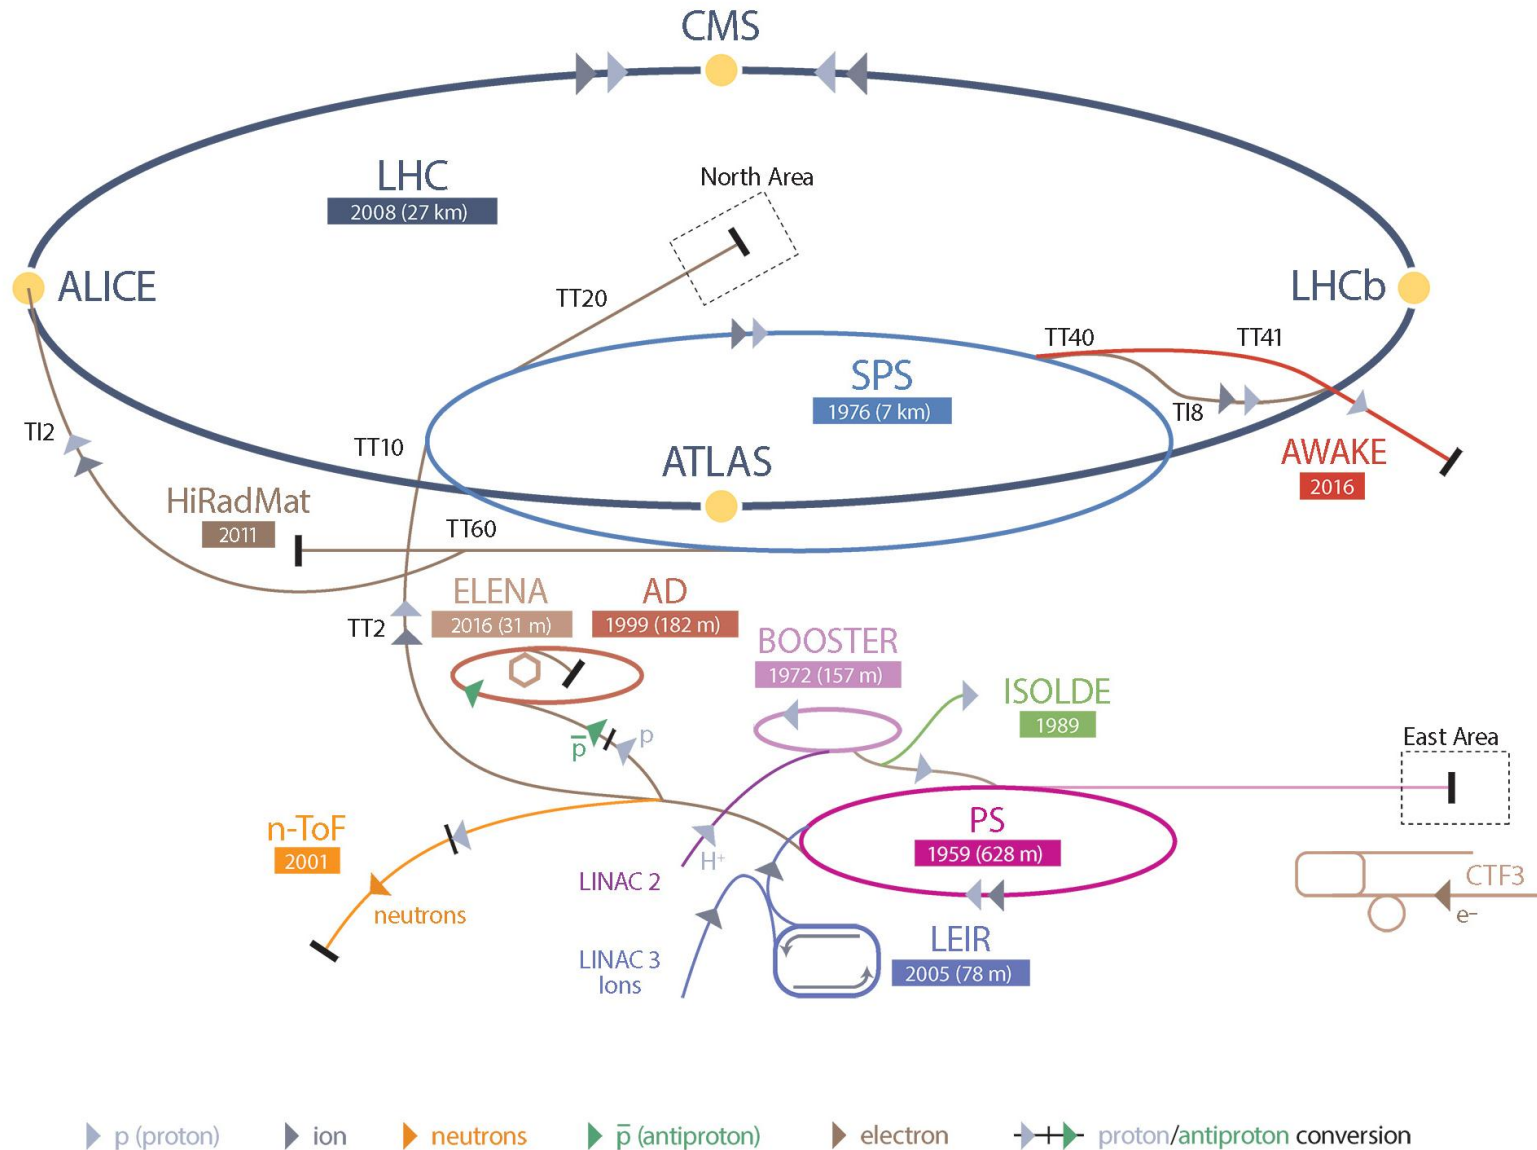 CMS
LHC
2008 (27 km)
North Area
ALICE
LHCb
TT20
TT40
TT41
SPS
1976 (7 km)
TI8
TI2
TT10
ATLAS
AWAKE
2016
HiRadMat
2011
TT60
ELENA
2016 (31 m)
AD
1999 (182 m)
TT2
BOOSTER
1972 (157 m)
ISOLDE
1989
p̅
p
East Area
n-ToF
2001
PS
1959 (628 m)
H⁺
LINAC 2
CTF3
e⁻
neutrons
LEIR
2005 (78 m)
LINAC 3
Ions
p (proton)
ion
neutrons
p̅ (antiproton)
electron
proton/antiproton conversion